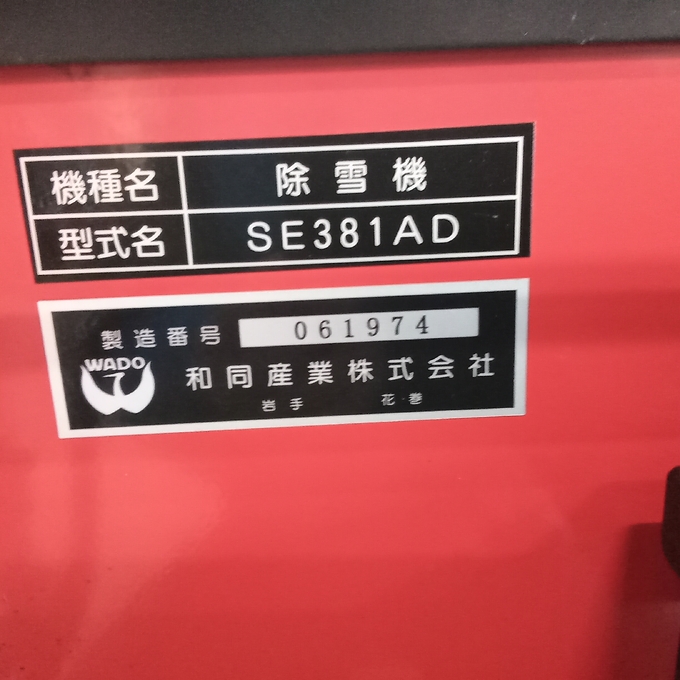 機種名 除雪機
型式名 SE381AD
製造番号 061974
WADO 和同産業株式会社
岩手 花巻